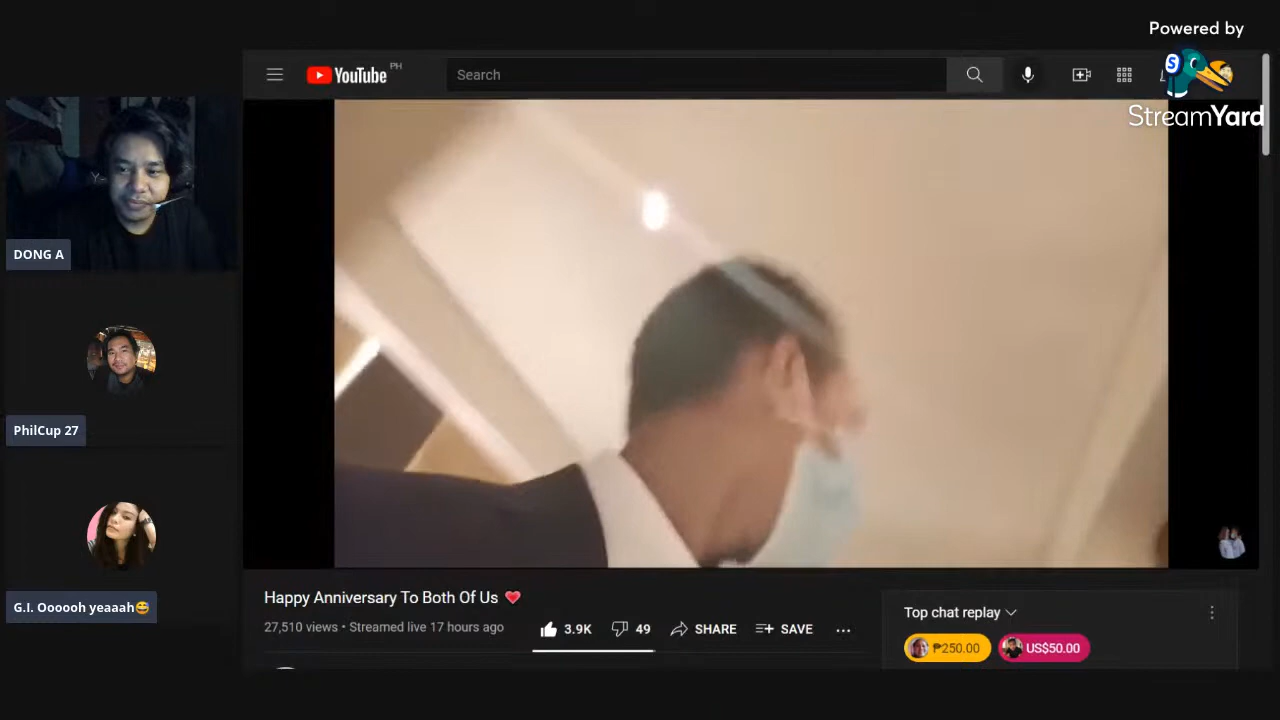 Powered by
StreamYard
YouTube PH
Search
DONG A
PhilCup 27
G.I. Oooooh yeaaah😅
Happy Anniversary To Both Of Us ❤
27,510 views • Streamed live 17 hours ago
3.9K
49
SHARE
SAVE
Top chat replay
₱250.00
US$50.00